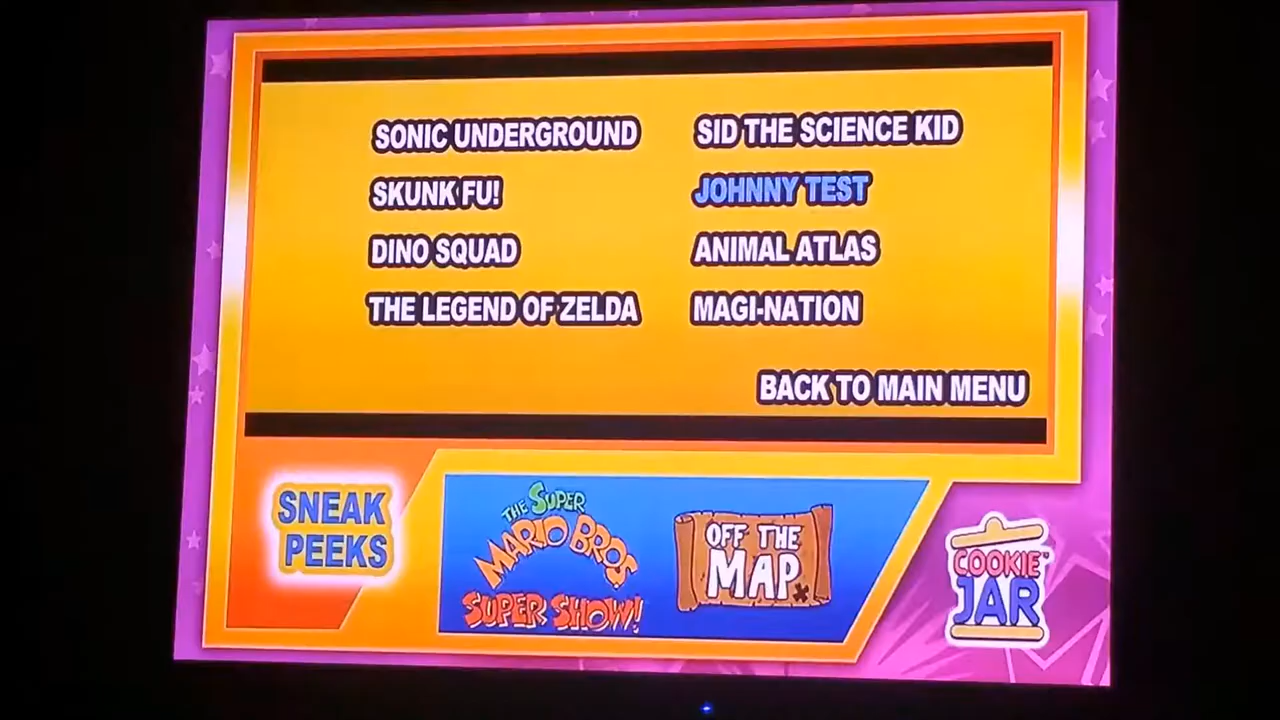 SONIC UNDERGROUND
SKUNK FU!
DINO SQUAD
THE LEGEND OF ZELDA
SID THE SCIENCE KID
JOHNNY TEST
ANIMAL ATLAS
MAGI-NATION
BACK TO MAIN MENU
SNEAK
PEEKS
THE SUPER
MARIO BROS
SUPER SHOW!
OFF THE
MAP
COOKIE
JAR